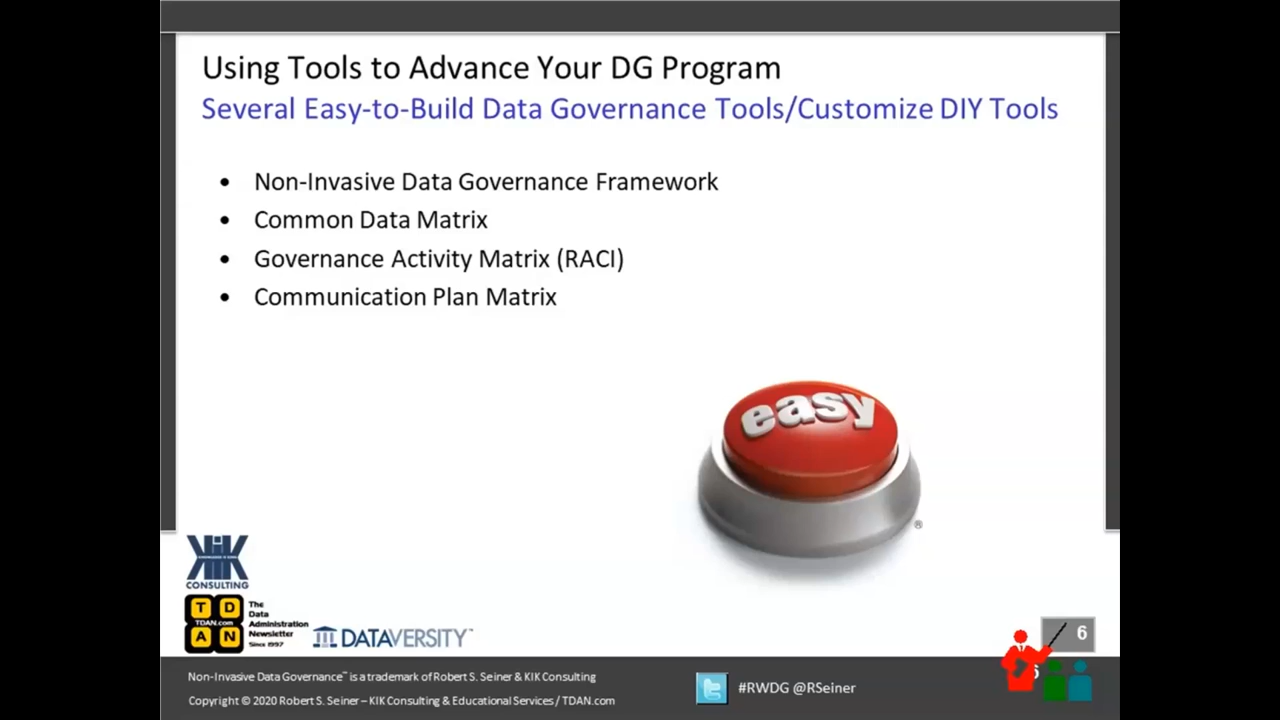 Using Tools to Advance Your DG Program
Several Easy-to-Build Data Governance Tools/Customize DIY Tools
• Non-Invasive Data Governance Framework
• Common Data Matrix
• Governance Activity Matrix (RACI)
• Communication Plan Matrix
easy
®
KIK
CONSULTING
T D
TDAN.com
A N
The
Data
Administration
Newsletter
Since 1997
DATAVERSITY™
6
6
Non-Invasive Data Governance™ is a trademark of Robert S. Seiner & KIK Consulting
Copyright © 2020 Robert S. Seiner – KIK Consulting & Educational Services / TDAN.com
#RWDG @RSeiner